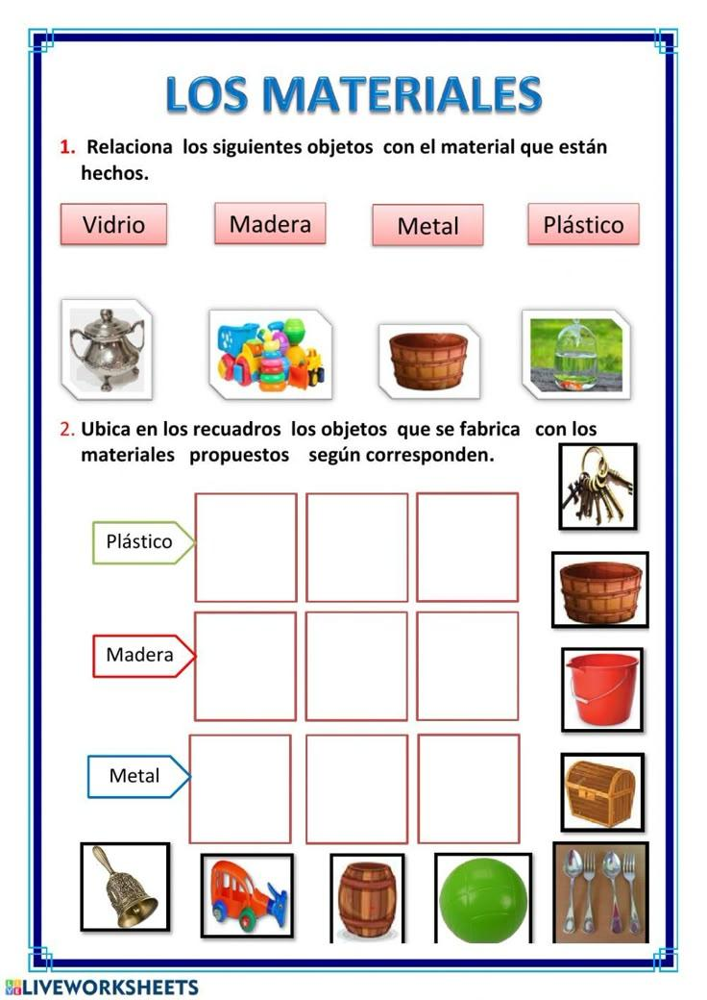 LOS MATERIALES
1. Relaciona los siguientes objetos con el material que están
hechos.
Vidrio Madera Metal Plástico
2. Ubica en los recuadros los objetos que se fabrica con los
materiales propuestos según corresponden.
Plástico
Madera
Metal
LIVEWORKSHEETS